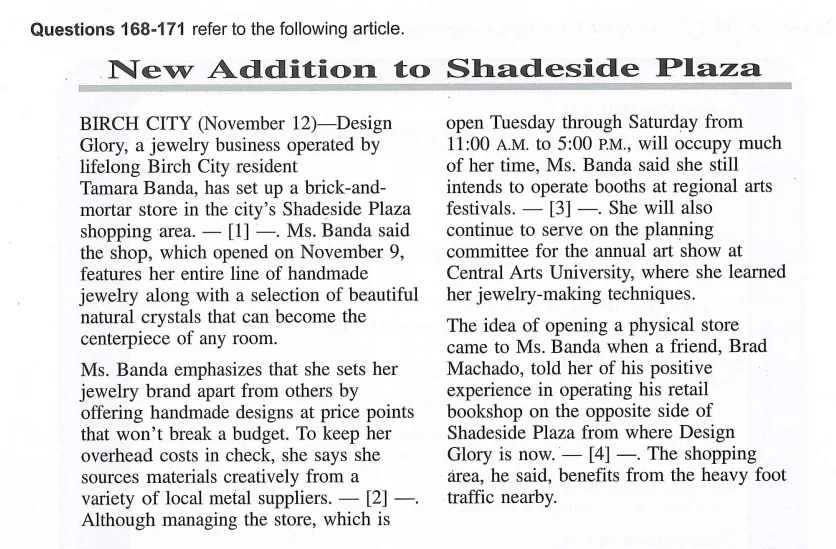 Questions 168-171 refer to the following article.
New Addition to Shadeside Plaza
BIRCH CITY (November 12)—Design
Glory, a jewelry business operated by
lifelong Birch City resident
Tamara Banda, has set up a brick-and-
mortar store in the city's Shadeside Plaza
shopping area. — [1] —. Ms. Banda said
the shop, which opened on November 9,
features her entire line of handmade
jewelry along with a selection of beautiful
natural crystals that can become the
centerpiece of any room.
Ms. Banda emphasizes that she sets her
jewelry brand apart from others by
offering handmade designs at price points
that won't break a budget. To keep her
overhead costs in check, she says she
sources materials creatively from a
variety of local metal suppliers. — [2] —.
Although managing the store, which is
open Tuesday through Saturday from
11:00 A.M. to 5:00 P.M., will occupy much
of her time, Ms. Banda said she still
intends to operate booths at regional arts
festivals. — [3] —. She will also
continue to serve on the planning
committee for the annual art show at
Central Arts University, where she learned
her jewelry-making techniques.
The idea of opening a physical store
came to Ms. Banda when a friend, Brad
Machado, told her of his positive
experience in operating his retail
bookshop on the opposite side of
Shadeside Plaza from where Design
Glory is now. — [4] —. The shopping
area, he said, benefits from the heavy foot
traffic nearby.